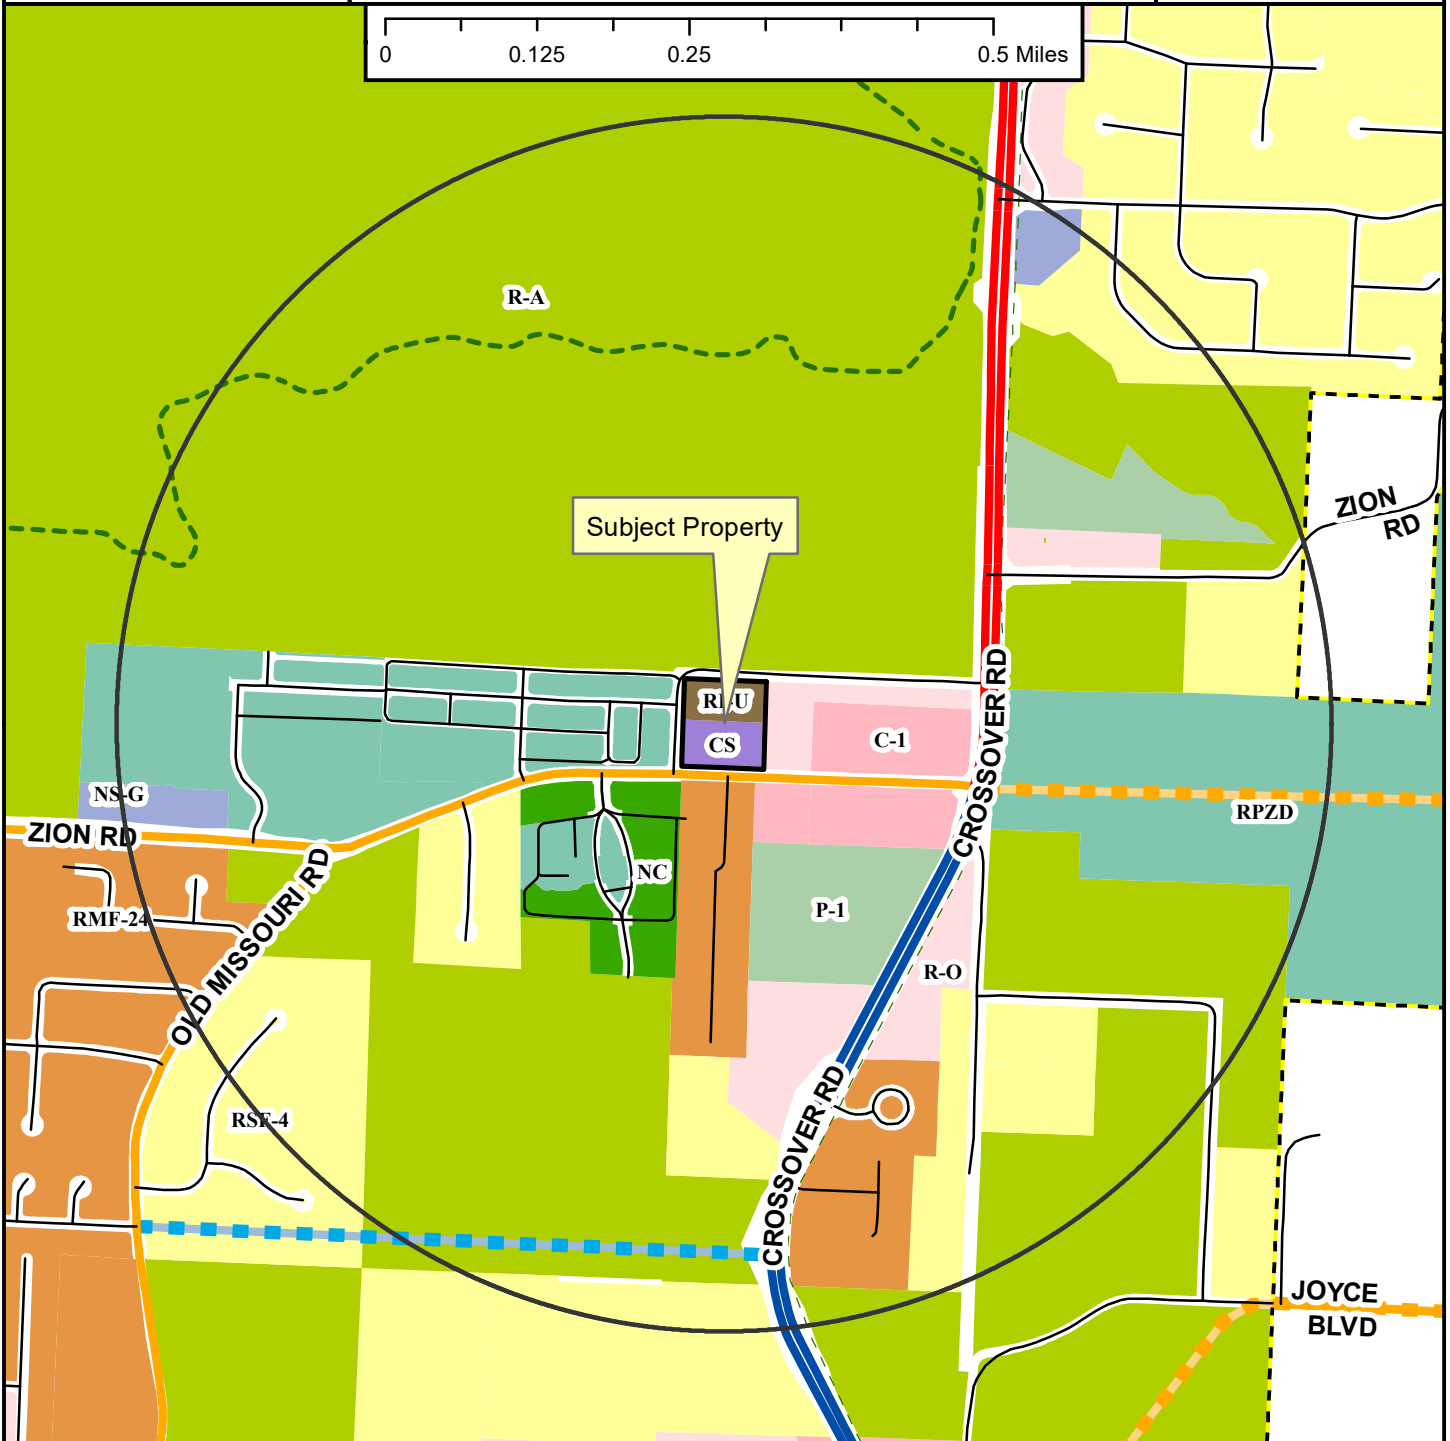 0 0.125 0.25 0.5 Miles
R-A
ZION
RD
Subject Property
CROSSOVER RD
CS
C-1
NS-G
RPZD
ZION RD
OLD MISSOURI RD
NC
RMF-24
P-1
R-O
CROSSOVER RD
RSF-4
JOYCE
BLVD